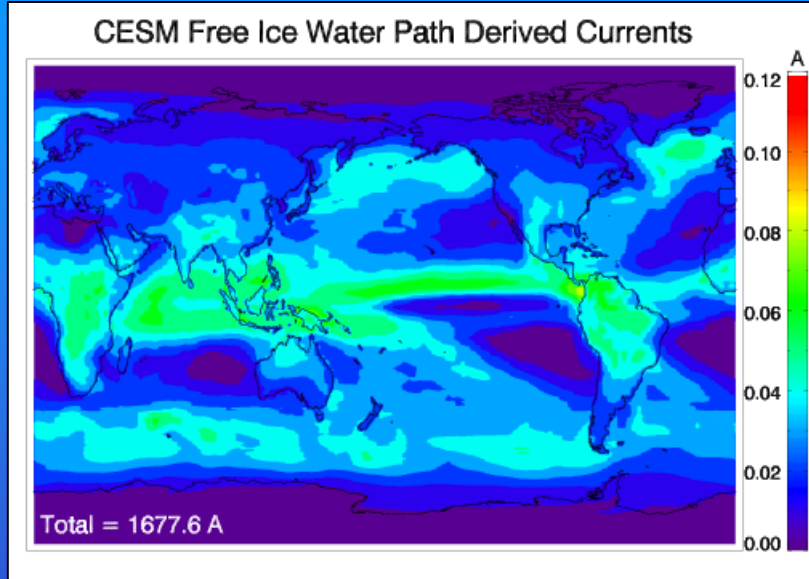 CESM Free Ice Water Path Derived Currents
A
0.12
0.10
0.08
0.06
0.04
0.02
0.00
Total = 1677.6 A